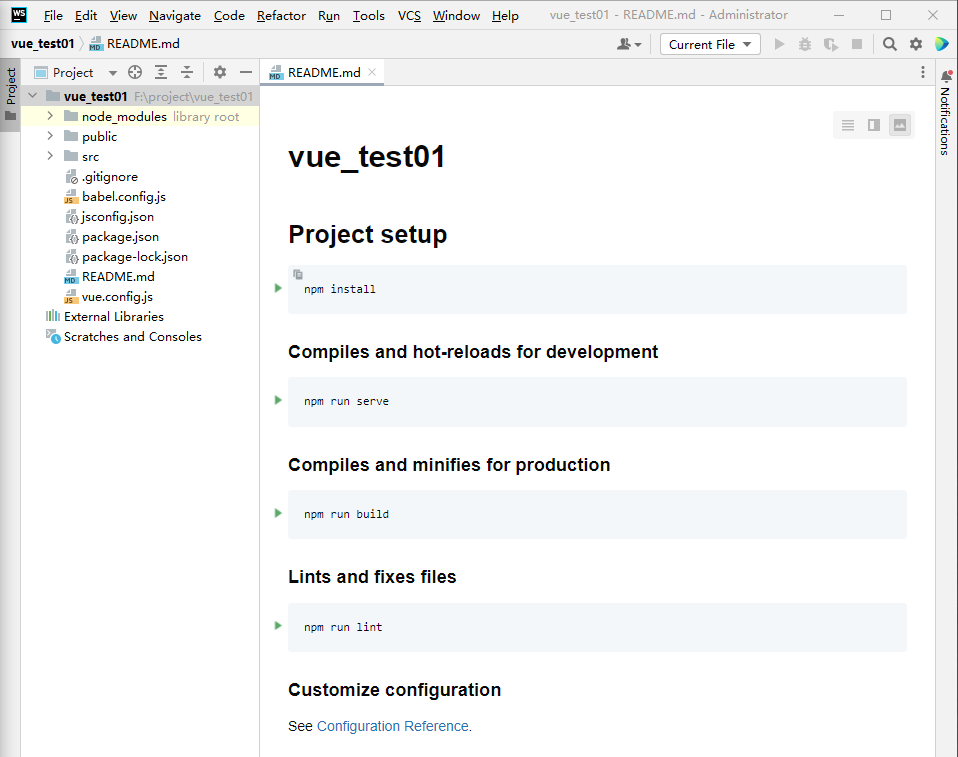 WS File Edit View Navigate Code Refactor Run Tools VCS Window Help vue_test01 - README.md - Administrator
vue_test01 README.md Current File
Project Project README.md
Notifications
vue_test01 F:\project\vue_test01
node_modules library root
public
src
.gitignore
babel.config.js
jsconfig.json
package.json
package-lock.json
README.md
vue.config.js
External Libraries
Scratches and Consoles
vue_test01
Project setup
npm install
Compiles and hot-reloads for development
npm run serve
Compiles and minifies for production
npm run build
Lints and fixes files
npm run lint
Customize configuration
See Configuration Reference.